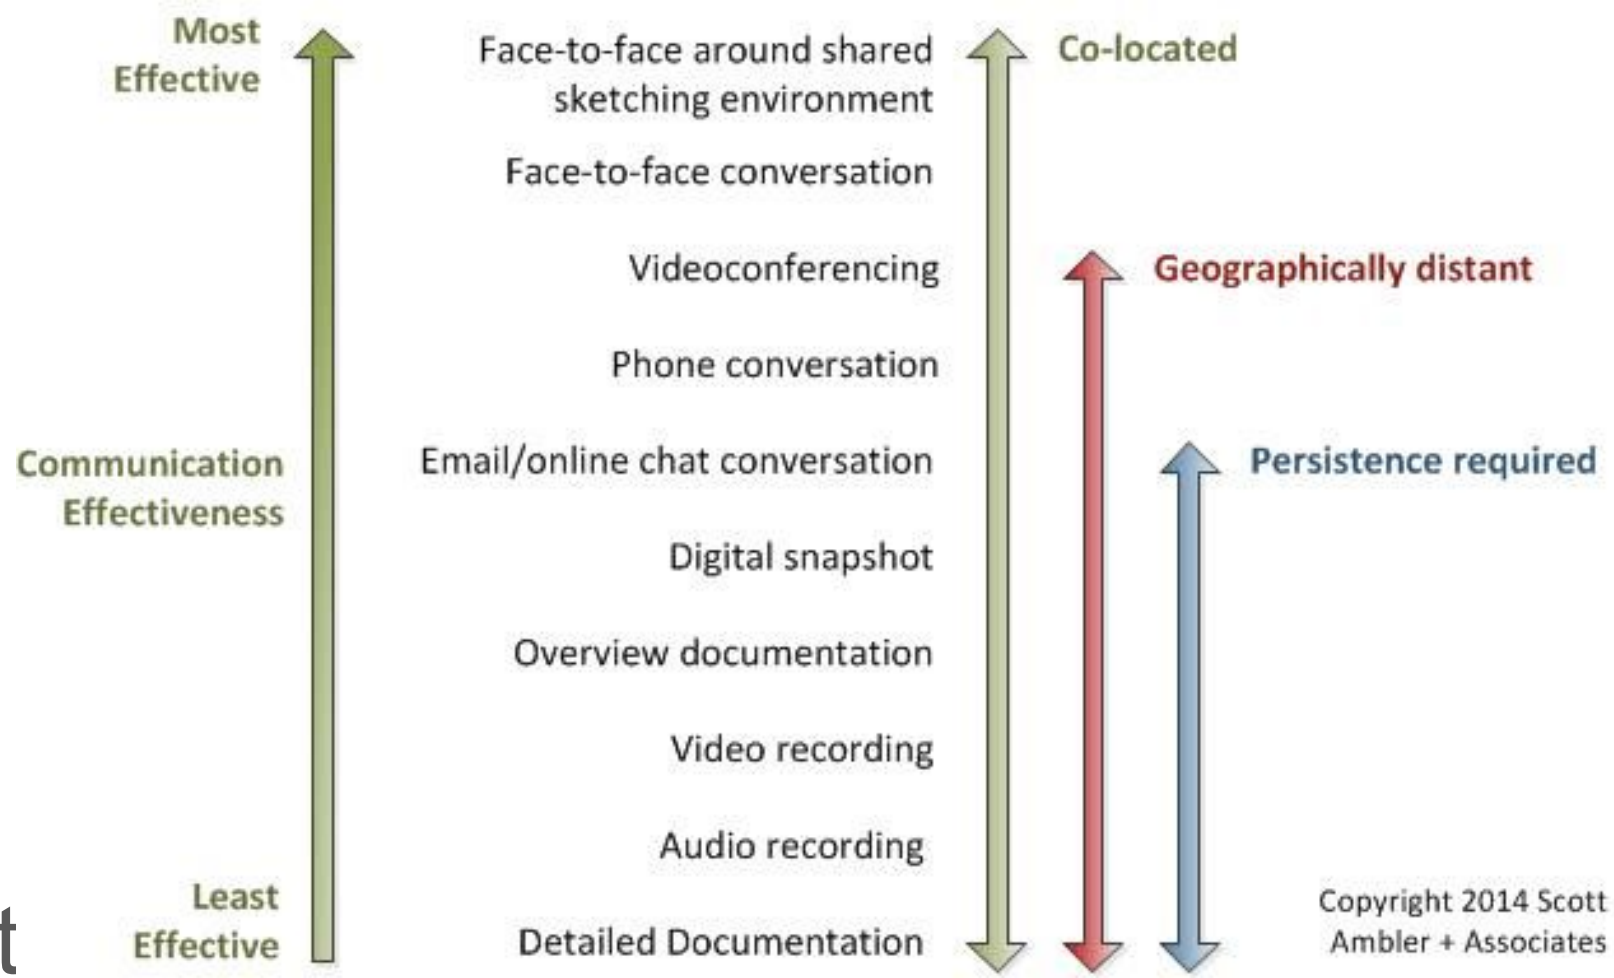 Most
Effective
Face-to-face around shared
sketching environment
Co-located
Face-to-face conversation
Videoconferencing
Geographically distant
Phone conversation
Communication
Effectiveness
Email/online chat conversation
Persistence required
Digital snapshot
Overview documentation
Video recording
Audio recording
Least
Effective
Detailed Documentation
Copyright 2014 Scott
Ambler + Associates
t